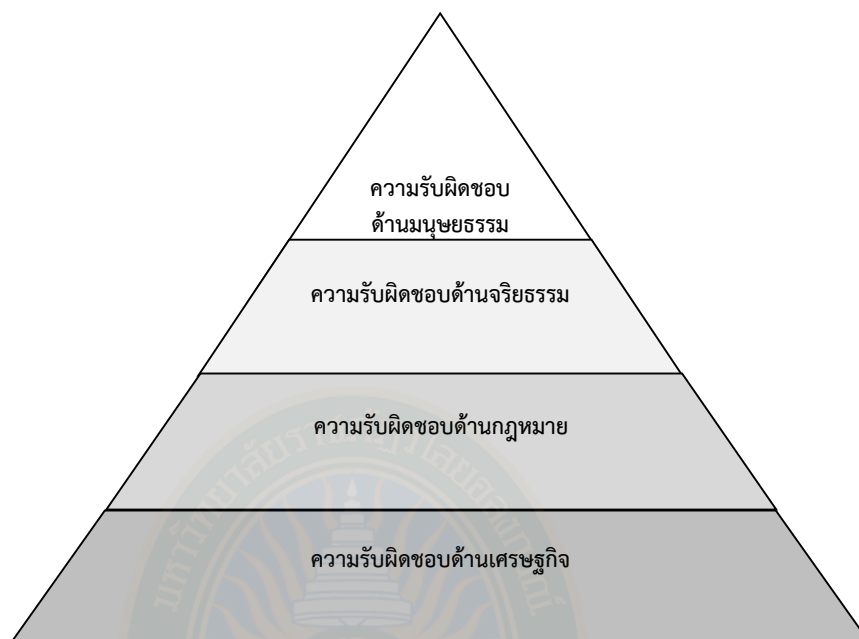 ความรับผิดชอบ
ด้านมนุษยธรรม
ความรับผิดชอบด้านจริยธรรม
ความรับผิดชอบด้านกฎหมาย
ความรับผิดชอบด้านเศรษฐกิจ